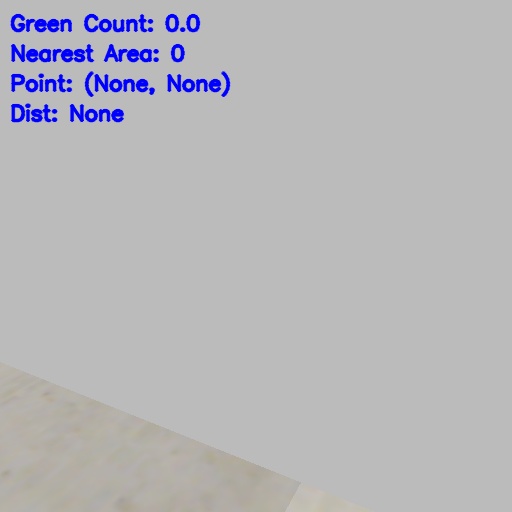 Green Count: 0.0
Nearest Area: 0
Point: (None, None)
Dist: None